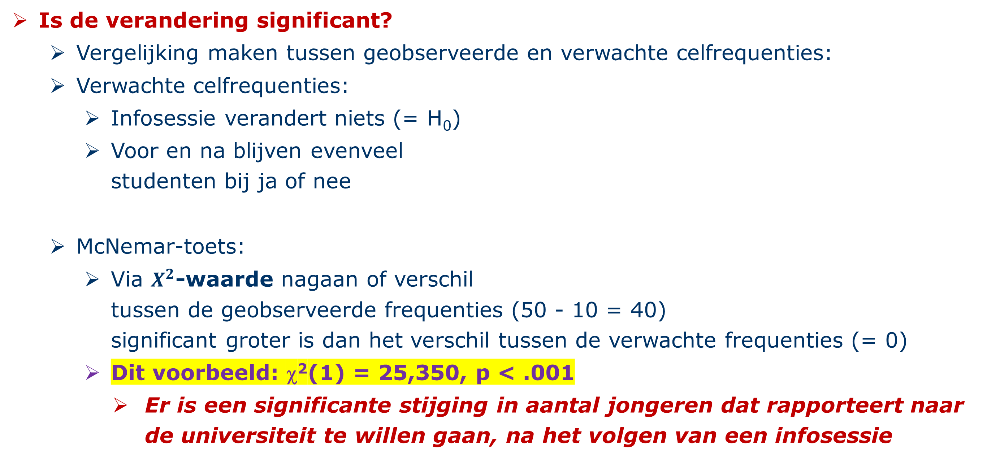 ➢ Is de verandering significant?
➢ Vergelijking maken tussen geobserveerde en verwachte celfrequenties:
➢ Verwachte celfrequenties:
➢ Infosessie verandert niets (= H₀)
➢ Voor en na blijven evenveel
studenten bij ja of nee
➢ McNemar-toets:
➢ Via X²-waarde nagaan of verschil
tussen de geobserveerde frequenties (50 - 10 = 40)
significant groter is dan het verschil tussen de verwachte frequenties (= 0)
➢ Dit voorbeeld: χ²(1) = 25,350, p < .001
➢ Er is een significante stijging in aantal jongeren dat rapporteert naar
de universiteit te willen gaan, na het volgen van een infosessie